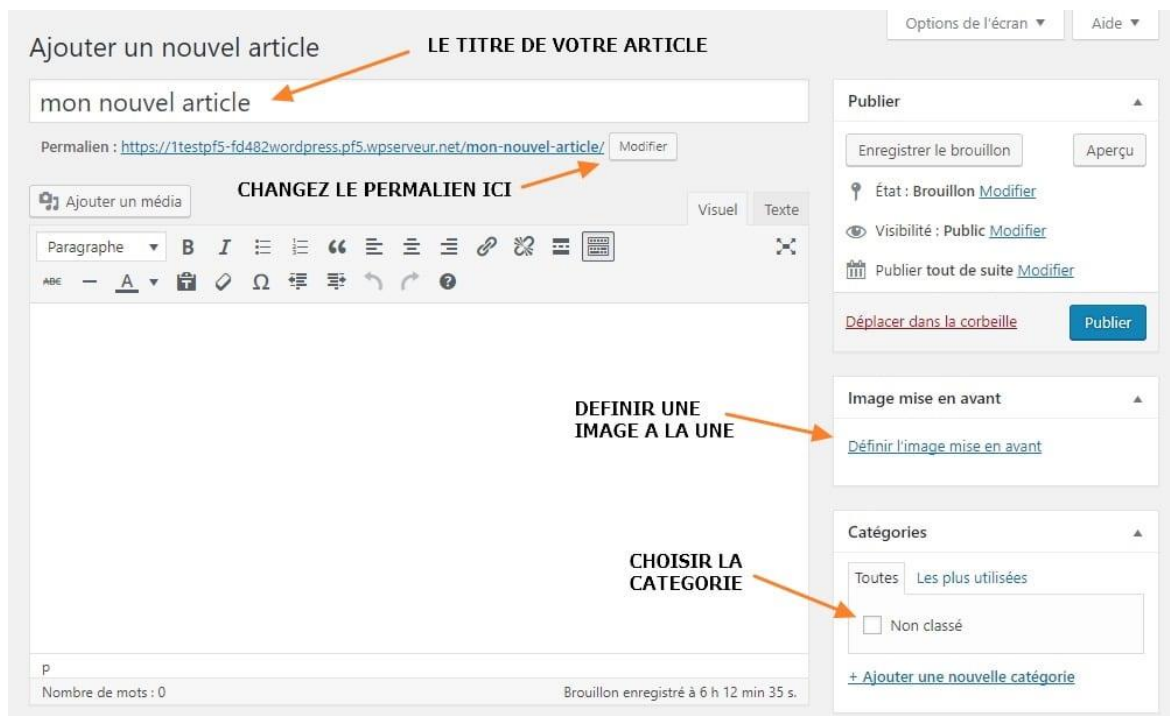 Options de l'écran ▼ Aide ▼
Ajouter un nouvel article
LE TITRE DE VOTRE ARTICLE
mon nouvel article
Permalien : https://1testpf5-fd482wordpress.pf5.wpserveur.net/mon-nouvel-article/ Modifier
CHANGEZ LE PERMALIEN ICI
Ajouter un média
Visuel Texte
Paragraphe ▼ B I
ABC A ▼ T Ω ?
DEFINIR UNE
IMAGE A LA UNE
CHOISIR LA
CATEGORIE
p
Nombre de mots : 0 Brouillon enregistré à 6 h 12 min 35 s.
Publier
Enregistrer le brouillon Aperçu
État : Brouillon Modifier
Visibilité : Public Modifier
Publier tout de suite Modifier
Déplacer dans la corbeille Publier
Image mise en avant
Définir l'image mise en avant
Catégories
Toutes Les plus utilisées
Non classé
+ Ajouter une nouvelle catégorie